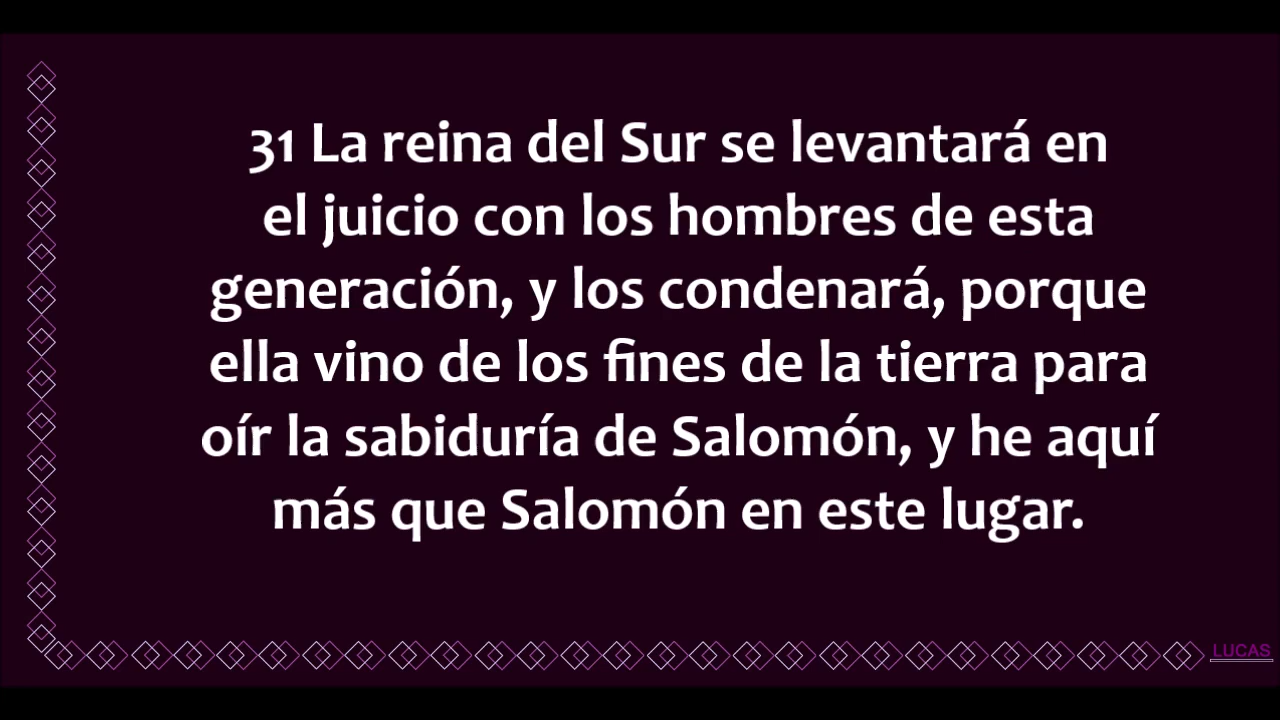 31 La reina del Sur se levantará en
el juicio con los hombres de esta
generación, y los condenará, porque
ella vino de los fines de la tierra para
oír la sabiduría de Salomón, y he aquí
más que Salomón en este lugar.
LUCAS